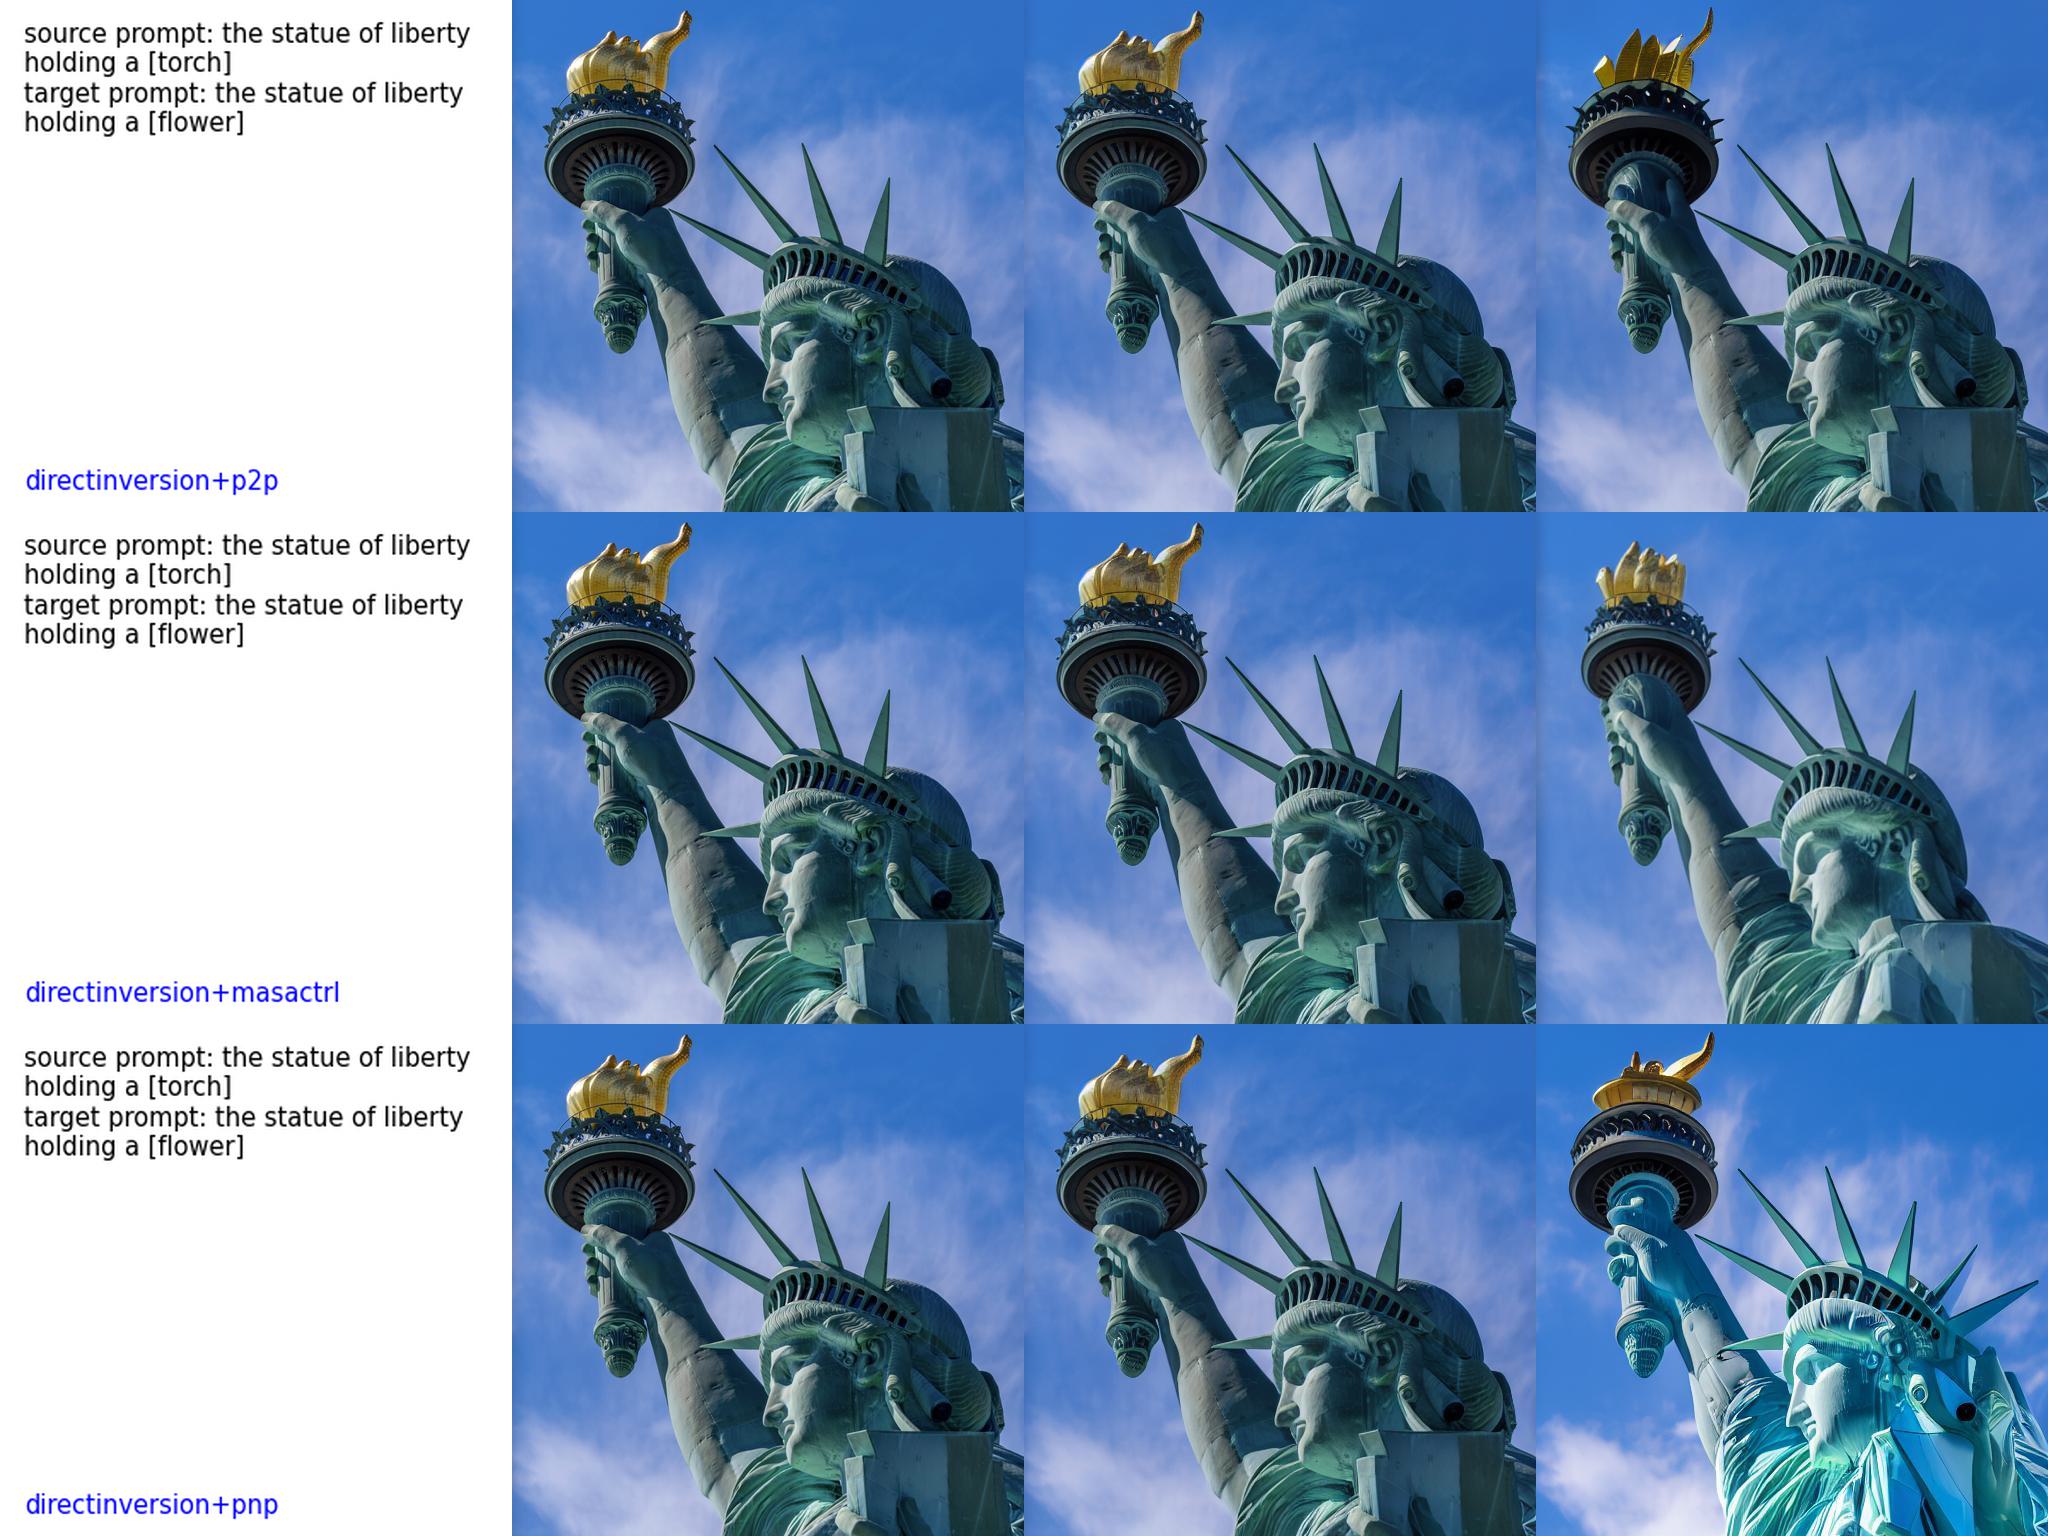 source prompt: the statue of liberty
holding a [torch]
target prompt: the statue of liberty
holding a [flower]
directinversion+p2p
source prompt: the statue of liberty
holding a [torch]
target prompt: the statue of liberty
holding a [flower]
directinversion+masactrl
source prompt: the statue of liberty
holding a [torch]
target prompt: the statue of liberty
holding a [flower]
directinversion+pnp